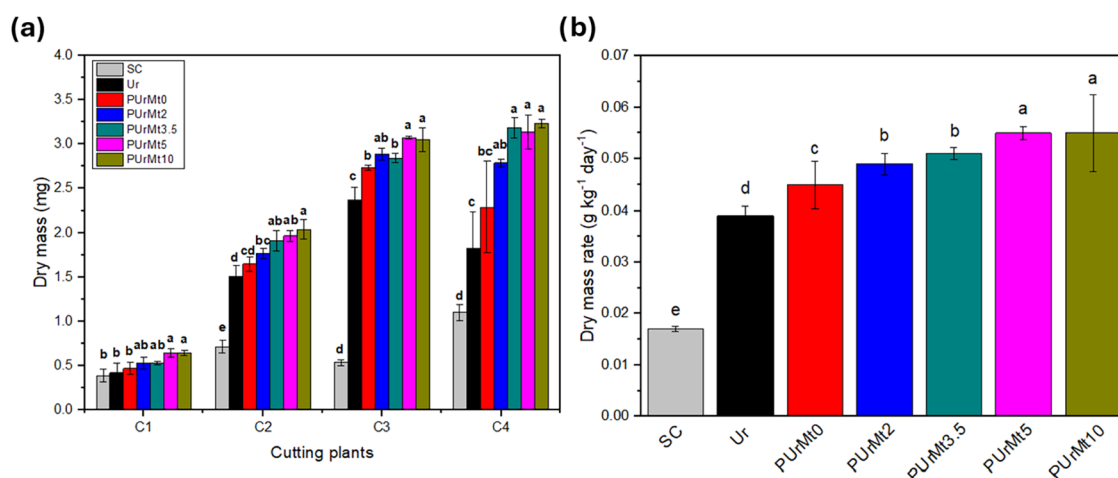 (a)
4.0
3.5
3.0
2.5
2.0
1.5
1.0
0.5
0.0
Dry mass (mg)
SC
Ur
PUrMt0
PUrMt2
PUrMt3.5
PUrMt5
PUrMt10
b b b ab ab a a
e d cd bc ab ab a
d c b ab b a a
d c bc ab a a a
C1 C2 C3 C4
Cutting plants
(b)
0.07
0.06
0.05
0.04
0.03
0.02
0.01
0.00
Dry mass rate (g kg⁻¹ day⁻¹)
e d c b b a a
SC Ur PUrMt0 PUrMt2 PUrMt3.5 PUrMt5 PUrMt10